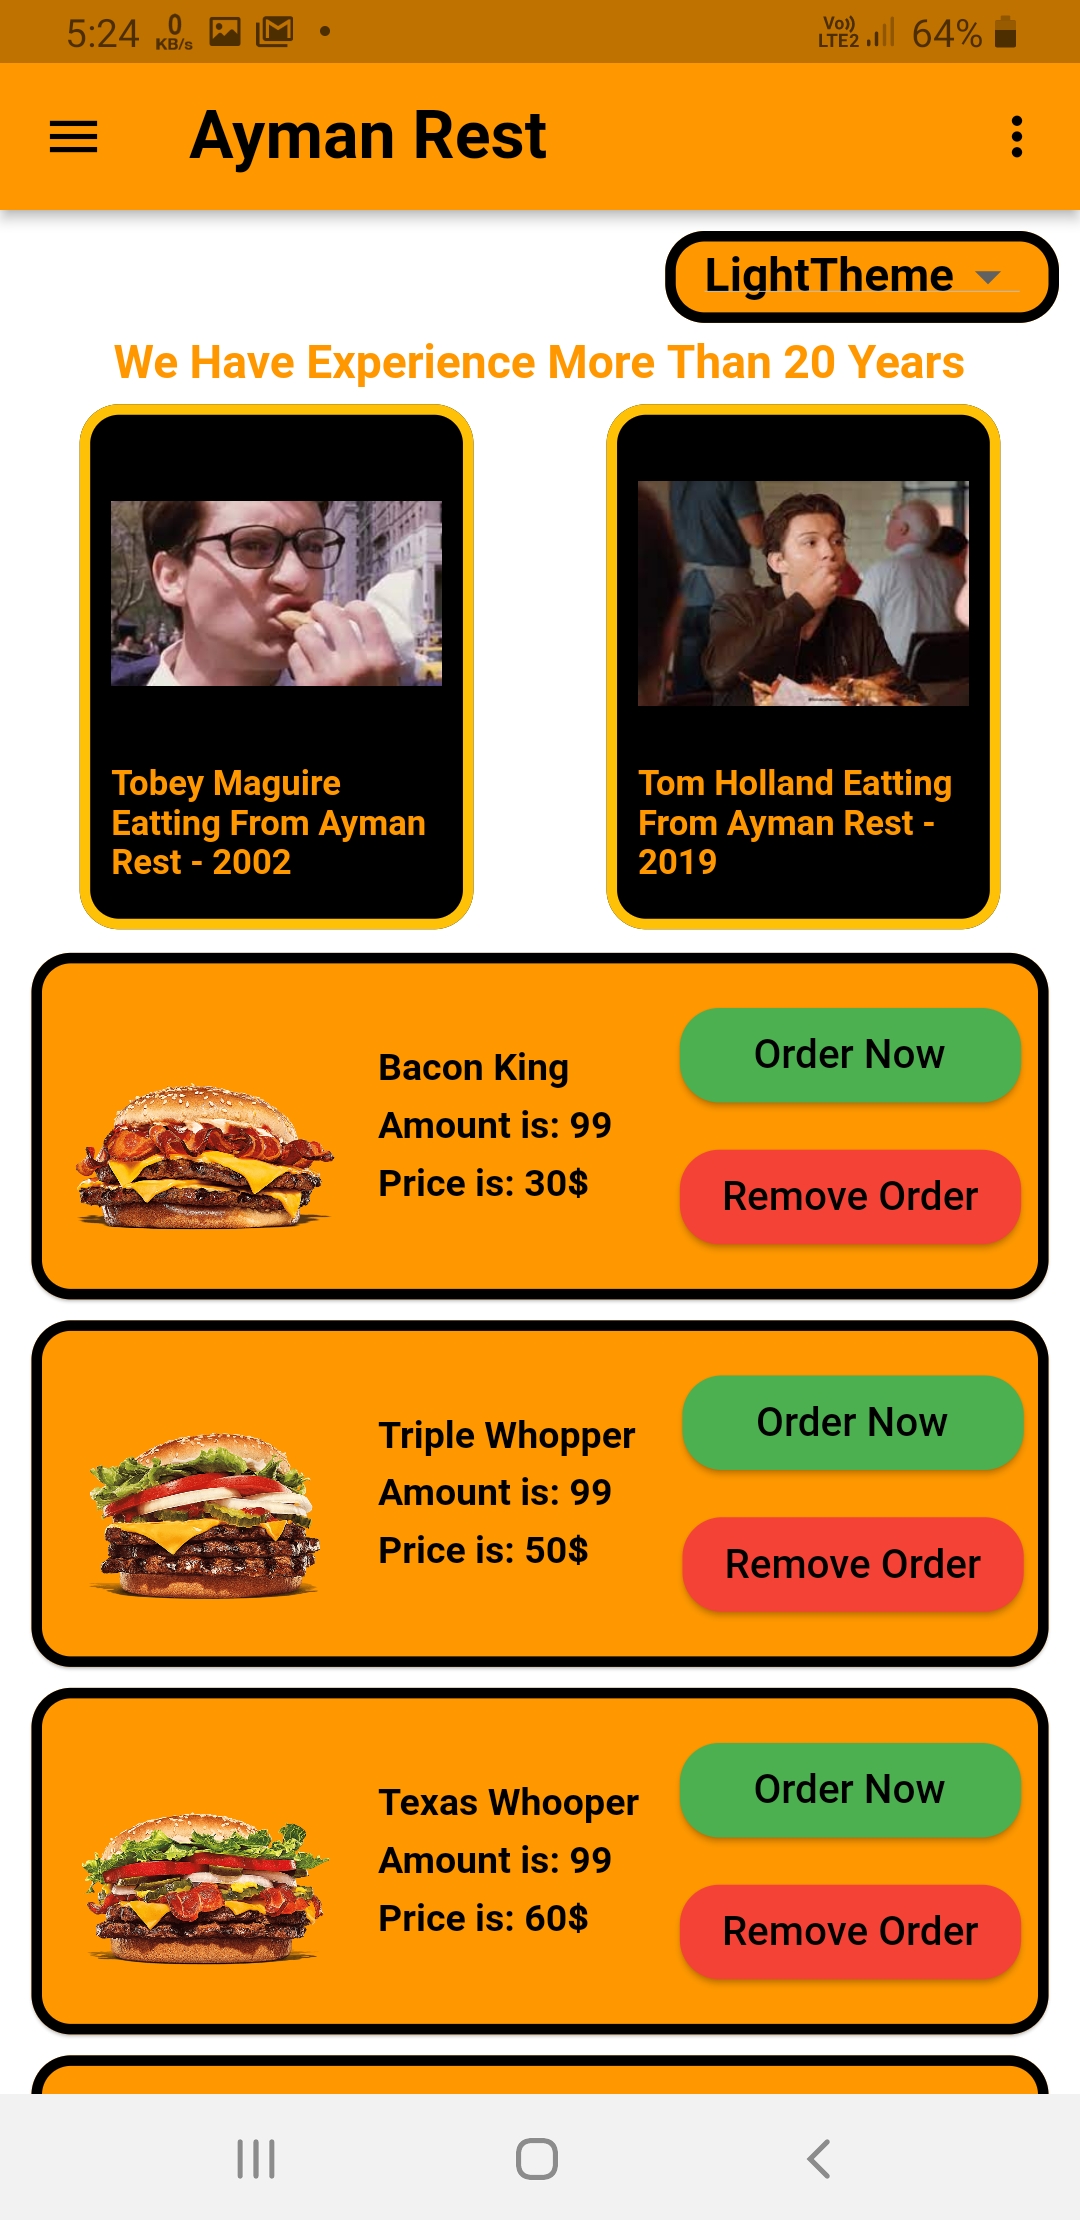 5:24 0 KB/s Vo)) LTE2 64%
Ayman Rest
LightTheme
We Have Experience More Than 20 Years
Tobey Maguire
Eatting From Ayman
Rest - 2002
Tom Holland Eatting
From Ayman Rest -
2019
Bacon King
Amount is: 99
Price is: 30$
Order Now
Remove Order
Triple Whopper
Amount is: 99
Price is: 50$
Order Now
Remove Order
Texas Whooper
Amount is: 99
Price is: 60$
Order Now
Remove Order